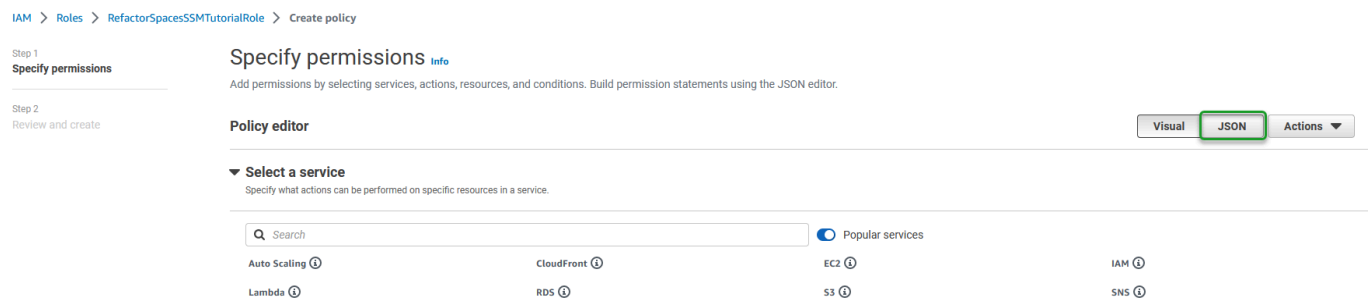 IAM > Roles > RefactorSpacesSSMTutorialRole > Create policy
Step 1
Specify permissions
Step 2
Review and create
Specify permissions Info
Add permissions by selecting services, actions, resources, and conditions. Build permission statements using the JSON editor.
Policy editor
Visual JSON Actions
Select a service
Specify what actions can be performed on specific resources in a service.
Search Popular services
Auto Scaling CloudFront EC2 IAM
Lambda RDS S3 SNS